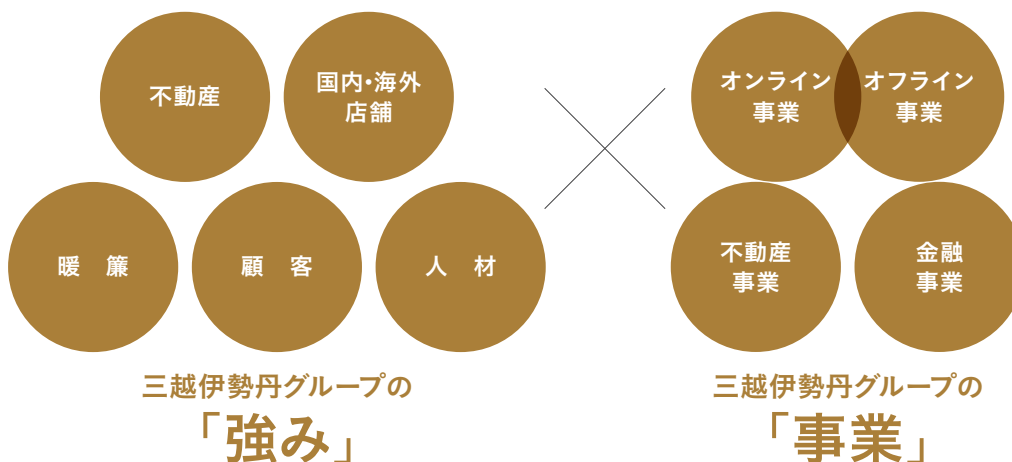 不動産
国内・海外
店舗
暖　簾
顧　客
人　材
三越伊勢丹グループの
「強み」
オンライン
事業
オフライン
事業
不動産
事業
金融
事業
三越伊勢丹グループの
「事業」